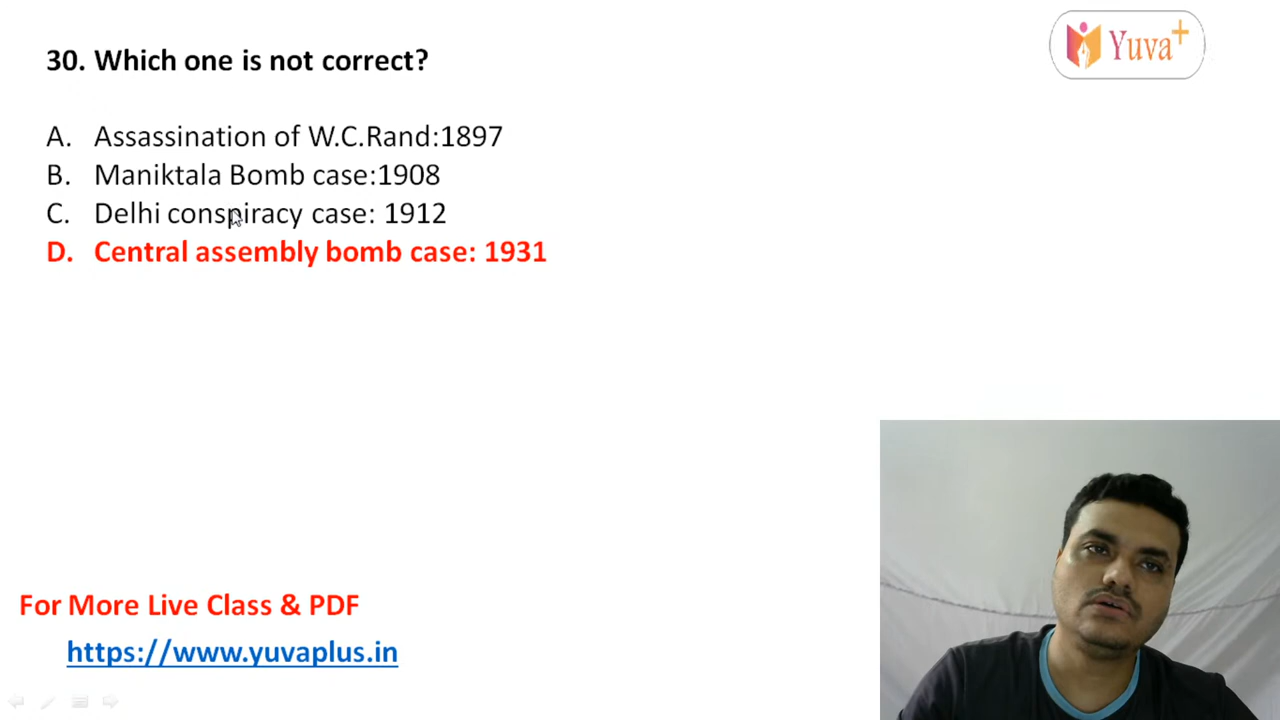 Yuva+
30. Which one is not correct?
A. Assassination of W.C.Rand:1897
B. Maniktala Bomb case:1908
C. Delhi conspiracy case: 1912
D. Central assembly bomb case: 1931
For More Live Class & PDF
https://www.yuvaplus.in